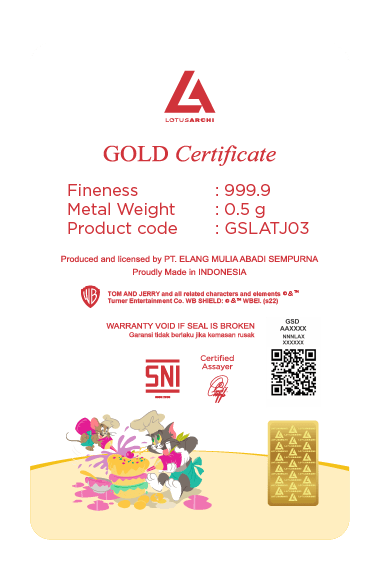 LOTUSARCHI
GOLD Certificate
Fineness : 999.9
Metal Weight : 0.5 g
Product code : GSLATJ03
Produced and licensed by PT. ELANG MULIA ABADI SEMPURNA
Proudly Made in INDONESIA
WB
TOM AND JERRY and all related characters and elements © & ™
Turner Entertainment Co. WB SHIELD: © & ™ WBEI. (s22)
WARRANTY VOID IF SEAL IS BROKEN
Garansi tidak berlaku jika kemasan rusak
GSD
AAXXXX
NNNLAX
XXXXXX
SNI
Certified
Assayer